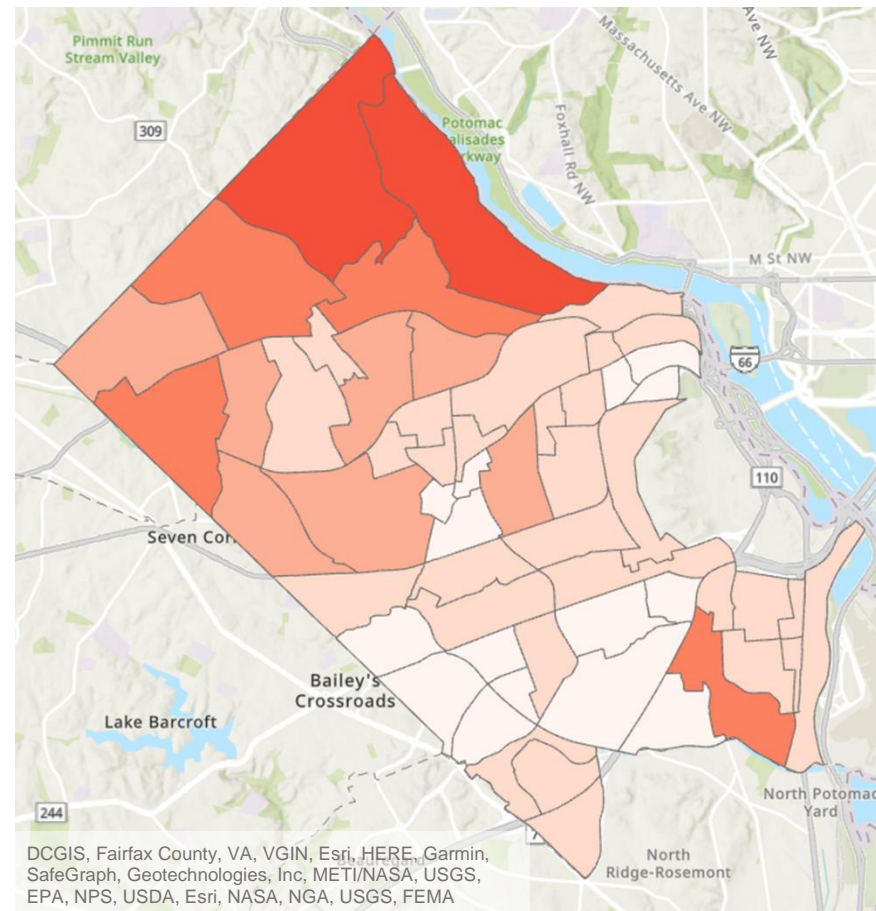 Pimmit Run
Stream Valley
309
Massachusetts Ave NW
Ave NW
Potomac
alisades
rkway
Foxhall Rd NW
M St NW
66
110
Seven Cor
Bailey's
Crossroads
Lake Barcroft
244
7
North Potomac
Yard
North
Ridge-Rosemont
DCGIS, Fairfax County, VA, VGIN, Esri, HERE, Garmin,
SafeGraph, Geotechnologies, Inc, METI/NASA, USGS,
EPA, NPS, USDA, Esri, NASA, NGA, USGS, FEMA